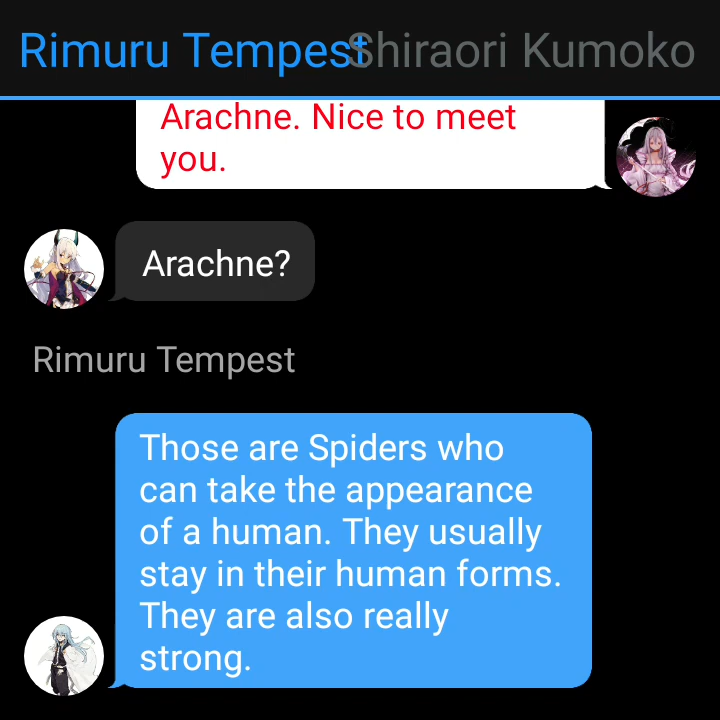 Rimuru Tempest Shiraori Kumoko
Arachne. Nice to meet
you.
Arachne?
Rimuru Tempest
Those are Spiders who
can take the appearance
of a human. They usually
stay in their human forms.
They are also really
strong.